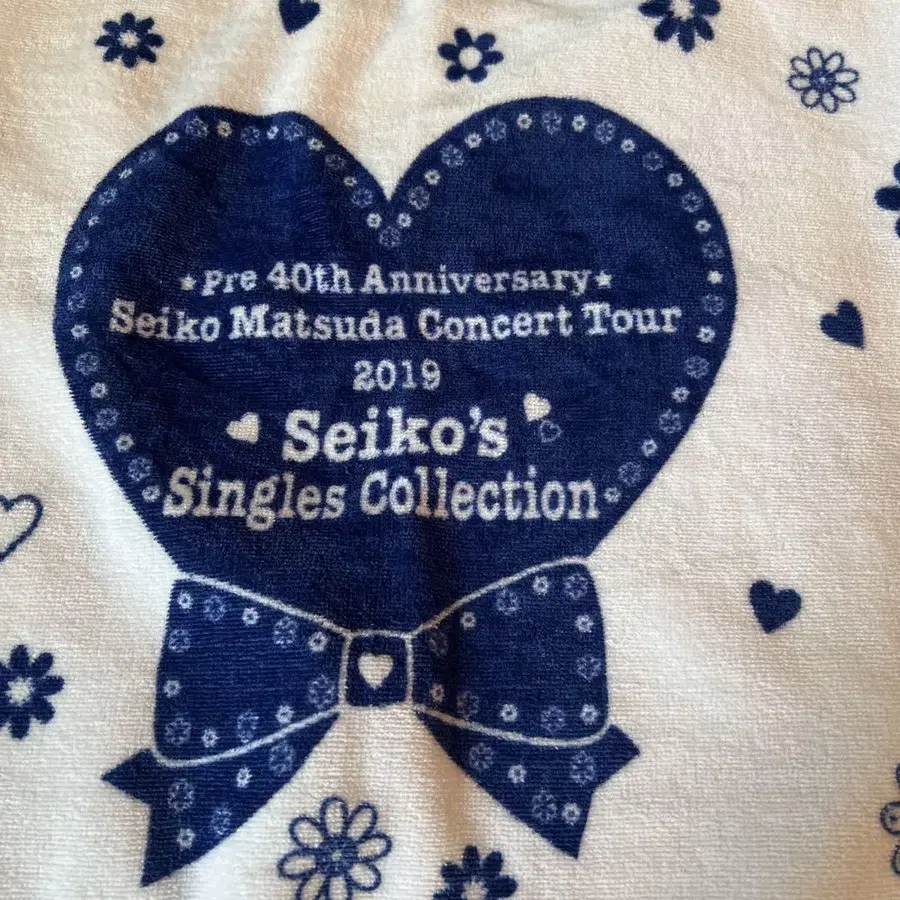 ★Pre 40th Anniversary★
Seiko Matsuda Concert Tour
2019
Seiko's
Singles Collection